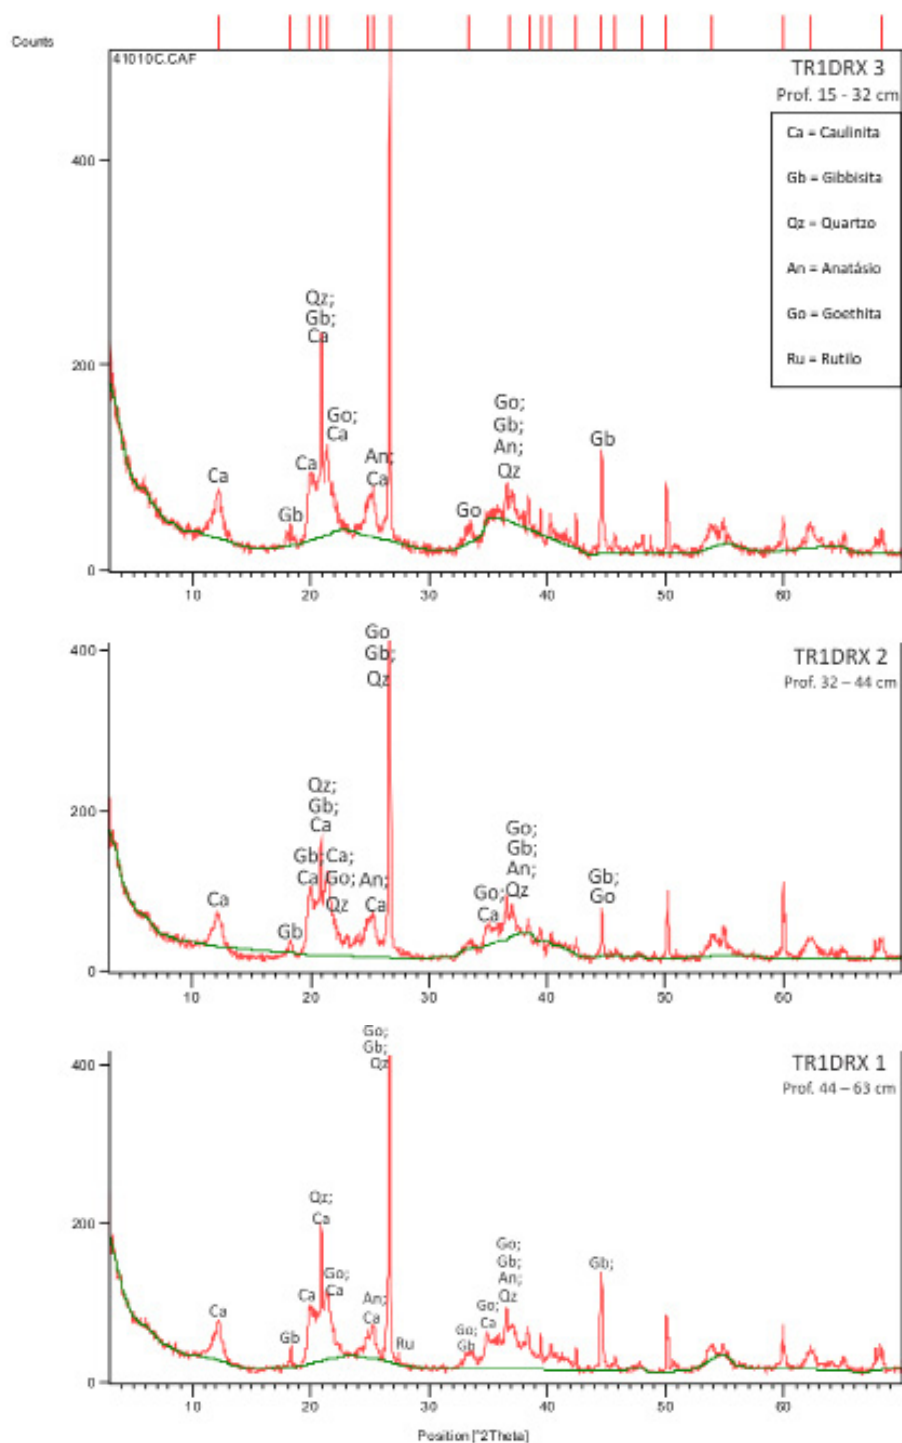 Counts
41010C.CAF
TR1DRX 3
Prof. 15 - 32 cm
Ca = Caulinita
Gb = Gibbisita
Qz = Quartzo
An = Anatásio
Go = Goethita
Ru = Rutilo
400
200
0
Ca
Gb
Ca
Qz;
Gb;
Ca
Go;
Ca
An;
Ca
Go
Go;
Gb;
An;
Qz
Gb
10 20 30 40 50 60
TR1DRX 2
Prof. 32 – 44 cm
400
200
0
Ca
Gb
Gb;
Ca
Qz;
Gb;
Ca
Ca;
Go;
Qz
An;
Ca
Go
Gb;
Qz
Go;
Ca
Go;
Gb;
An;
Qz
Gb;
Go
10 20 30 40 50 60
TR1DRX 1
Prof. 44 – 63 cm
400
200
0
Ca
Gb
Ca
Qz;
Ca
Go;
Ca
An;
Ca
Go;
Gb;
Qz
Ru
Go;
Gb
Go;
Ca
Go;
Gb;
An;
Qz
Gb;
10 20 30 40 50 60
Position [°2Theta]